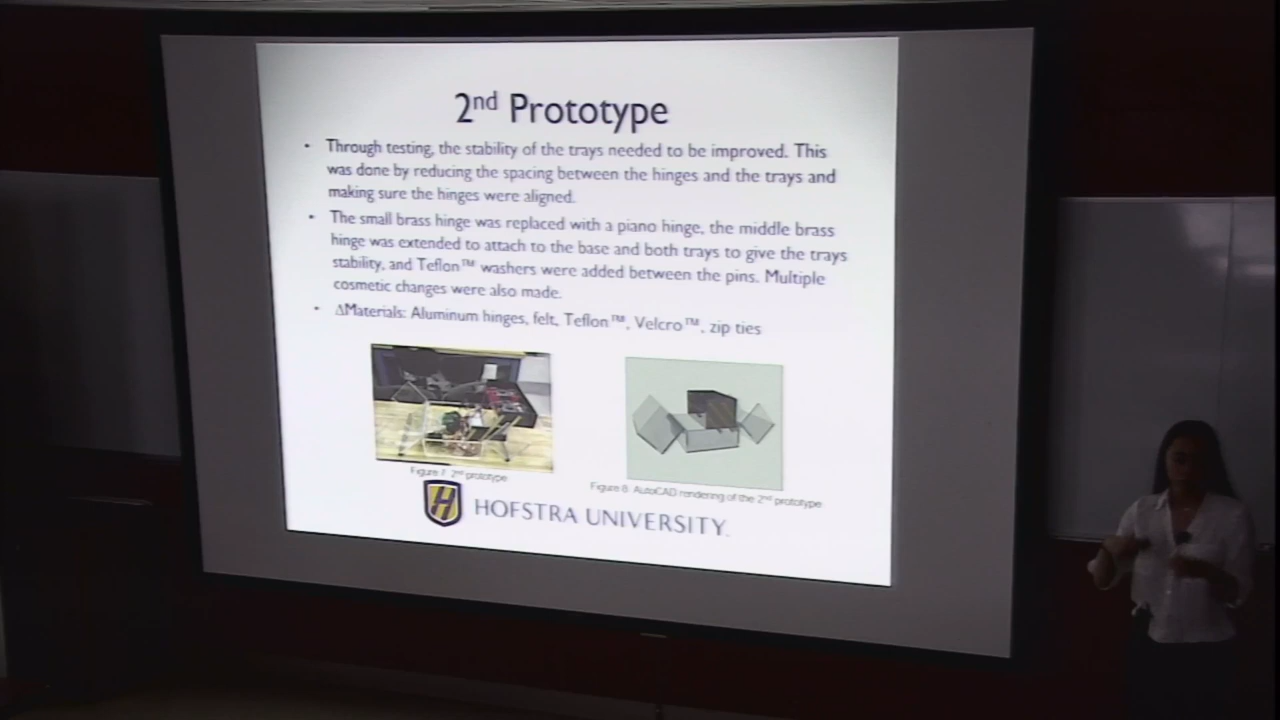 2nd Prototype
• Through testing, the stability of the trays needed to be improved. This
was done by reducing the spacing between the hinges and the trays and
making sure the hinges were aligned.
• The small brass hinge was replaced with a piano hinge, the middle brass
hinge was extended to attach to the base and both trays to give the trays
stability, and Teflon™ washers were added between the pins. Multiple
cosmetic changes were also made.
• ΔMaterials: Aluminum hinges, felt, Teflon™, Velcro™, zip ties
Figure 7. 2nd prototype
Figure 8. AutoCAD rendering of the 2nd prototype
H HOFSTRA UNIVERSITY.